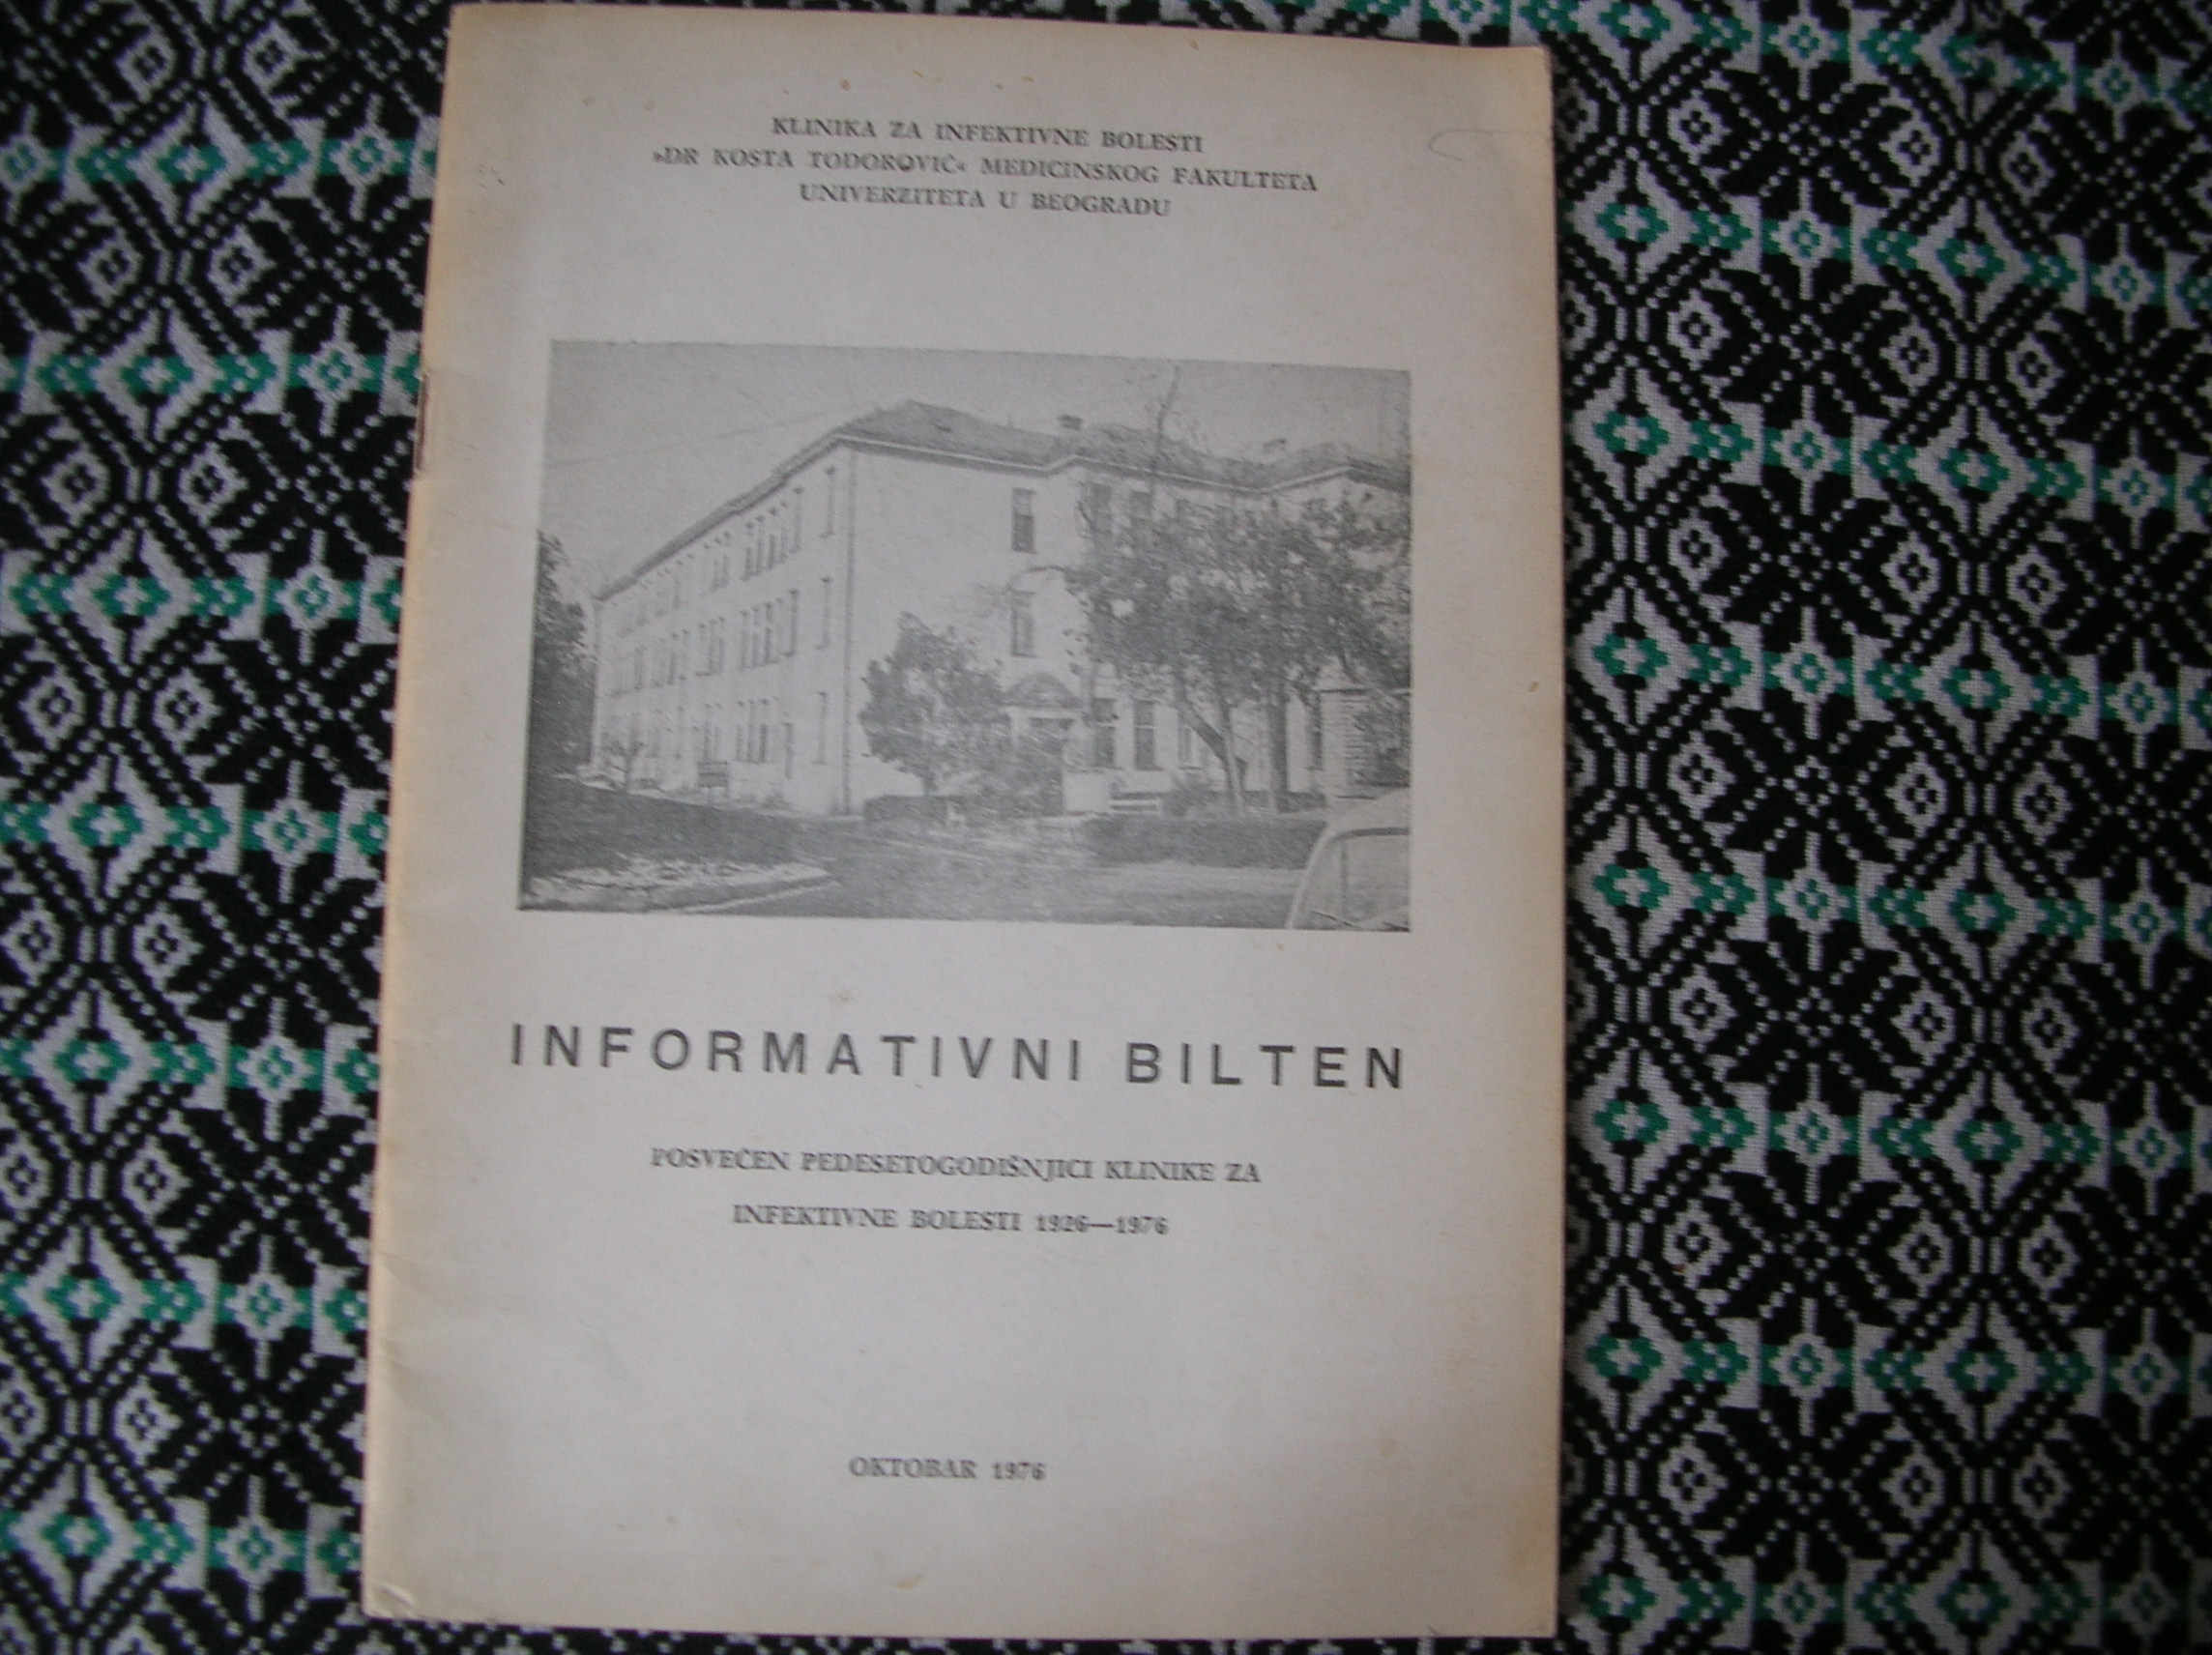 KLINIKA ZA INFEKTIVNE BOLESTI
»DR KOSTA TODOROVIĆ« MEDICINSKOG FAKULTETA
UNIVERZITETA U BEOGRADU
INFORMATIVNI BILTEN
POSVEĆEN PEDESETOGODIŠNJICI KLINIKE ZA
INFEKTIVNE BOLESTI 1926—1976
OKTOBAR 1976